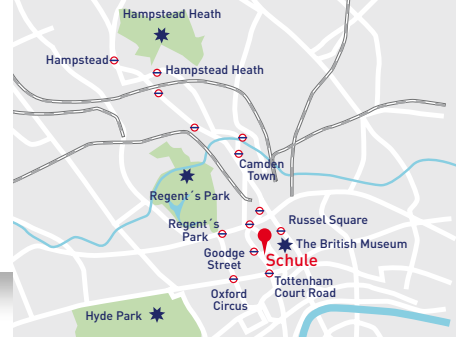 Hampstead Heath
Hampstead
Hampstead Heath
Camden
Town
Regent´s Park
Regent´s
Park
Russel Square
The British Museum
Goodge
Street
Schule
Tottenham
Court Road
Oxford
Circus
Hyde Park